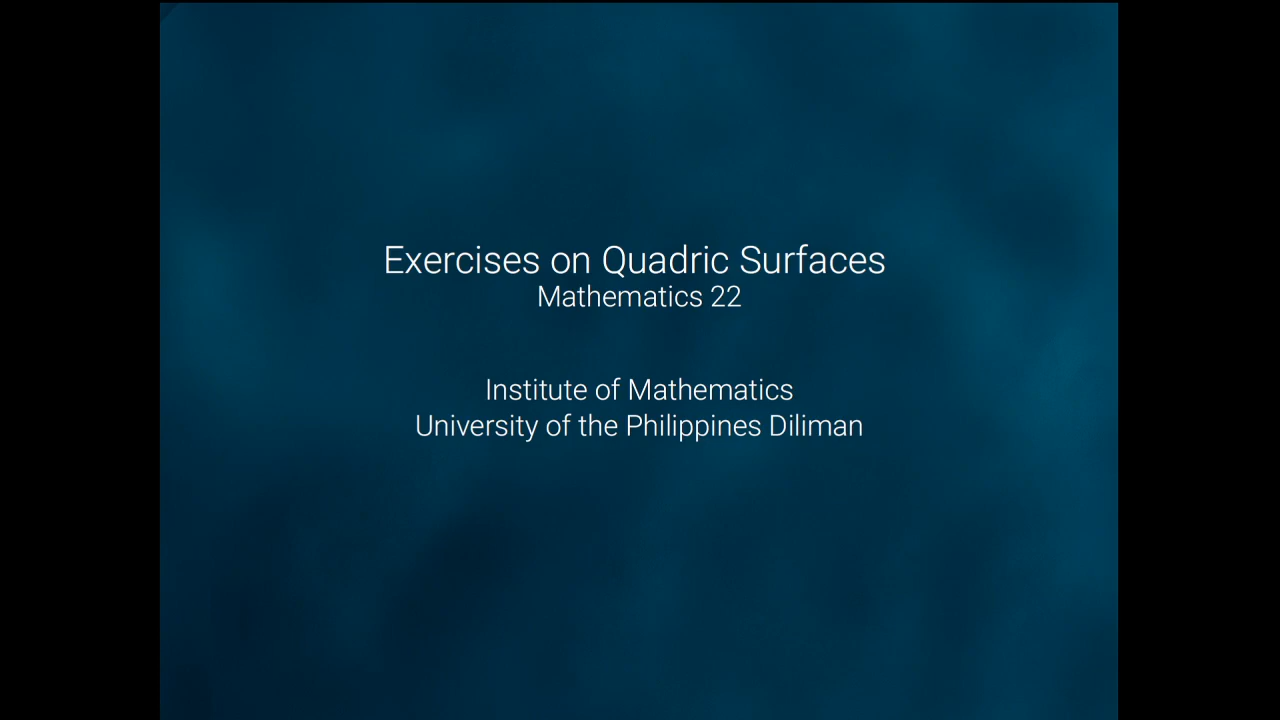 Exercises on Quadric Surfaces
Mathematics 22
Institute of Mathematics
University of the Philippines Diliman